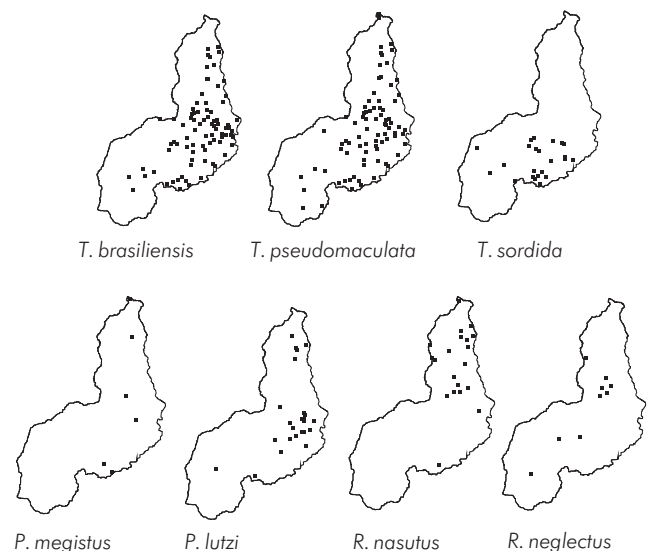 T. brasiliensis T. pseudomaculata T. sordida
P. megistus P. lutzi R. nasutus R. neglectus